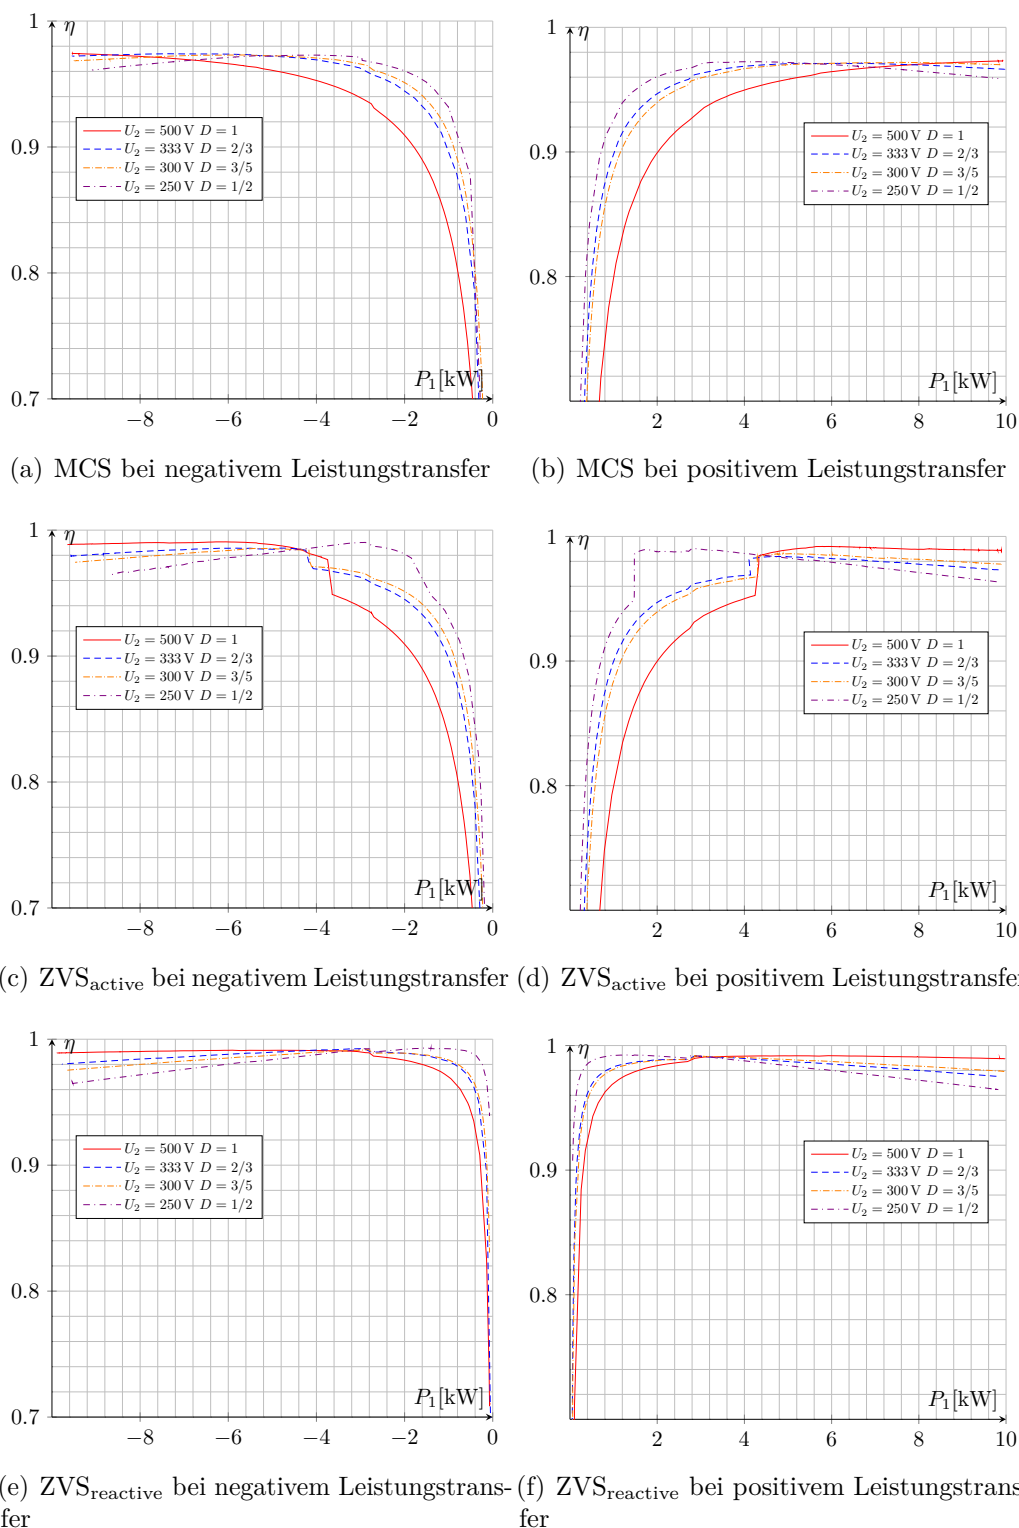 1
η
0.9
0.8
0.7
U₂ = 500 V D = 1
U₂ = 333 V D = 2/3
U₂ = 300 V D = 3/5
U₂ = 250 V D = 1/2
P₁[kW]
−8 −6 −4 −2 0
(a) MCS bei negativem Leistungstransfer
1
η
0.9
0.8
U₂ = 500 V D = 1
U₂ = 333 V D = 2/3
U₂ = 300 V D = 3/5
U₂ = 250 V D = 1/2
P₁[kW]
2 4 6 8 10
(b) MCS bei positivem Leistungstransfer
1
η
0.9
0.8
0.7
U₂ = 500 V D = 1
U₂ = 333 V D = 2/3
U₂ = 300 V D = 3/5
U₂ = 250 V D = 1/2
P₁[kW]
−8 −6 −4 −2 0
(c) ZVS_active bei negativem Leistungstransfer
1
η
0.9
0.8
U₂ = 500 V D = 1
U₂ = 333 V D = 2/3
U₂ = 300 V D = 3/5
U₂ = 250 V D = 1/2
P₁[kW]
2 4 6 8 10
(d) ZVS_active bei positivem Leistungstransfe
1
η
0.9
0.8
0.7
U₂ = 500 V D = 1
U₂ = 333 V D = 2/3
U₂ = 300 V D = 3/5
U₂ = 250 V D = 1/2
P₁[kW]
−8 −6 −4 −2 0
(e) ZVS_reactive bei negativem Leistungstrans-
fer
1
η
0.9
0.8
U₂ = 500 V D = 1
U₂ = 333 V D = 2/3
U₂ = 300 V D = 3/5
U₂ = 250 V D = 1/2
P₁[kW]
2 4 6 8 10
(f) ZVS_reactive bei positivem Leistungstrans
fer